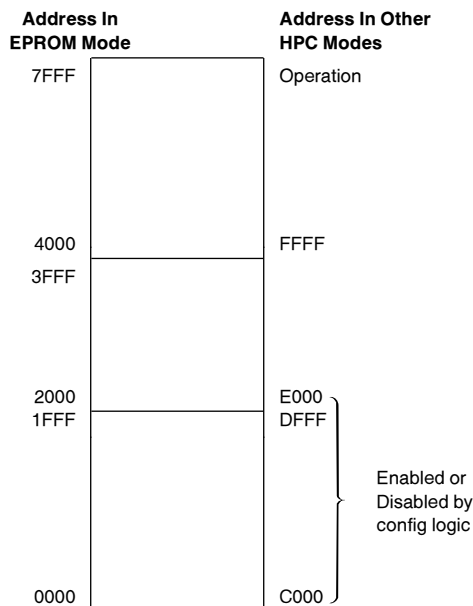 Address In
EPROM Mode
Address In Other
HPC Modes
7FFF
Operation
4000
FFFF
3FFF
2000
E000
1FFF
DFFF
Enabled or
Disabled by
config logic
0000
C000